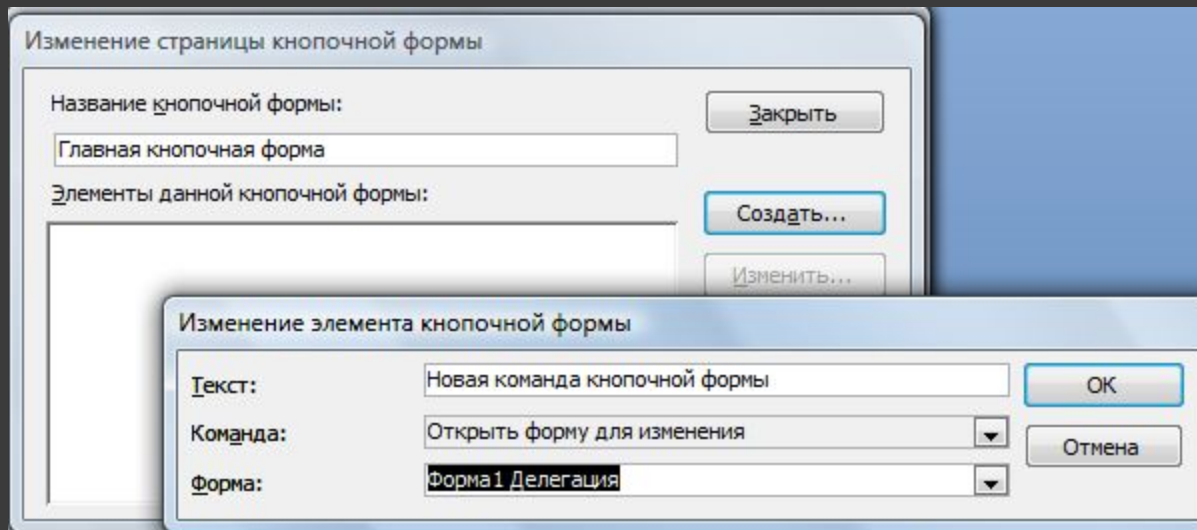 Изменение страницы кнопочной формы
Название кнопочной формы:
Закрыть
Главная кнопочная форма
Элементы данной кнопочной формы:
Создать...
Изменить...
Изменение элемента кнопочной формы
Текст:
Новая команда кнопочной формы
OK
Команда:
Открыть форму для изменения
Отмена
Форма:
Форма1 Делегация